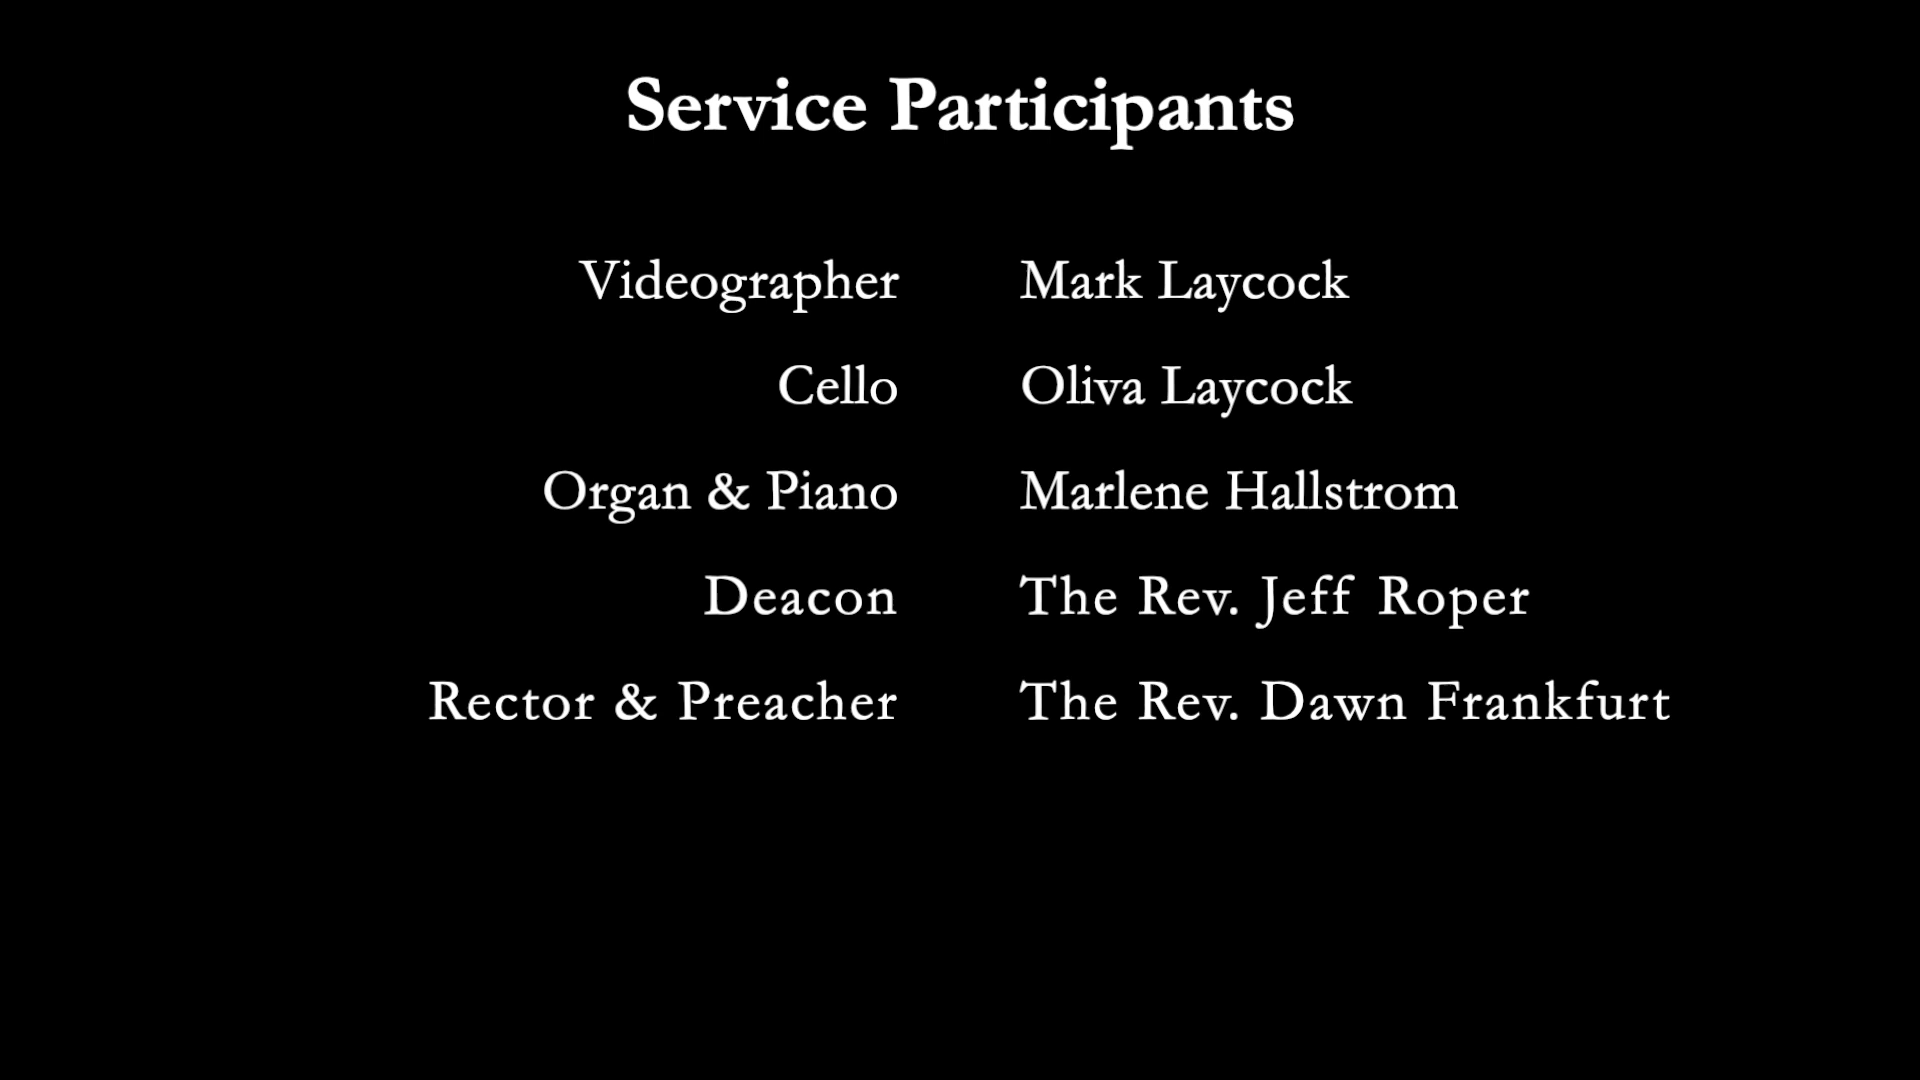 Service Participants
Videographer Mark Laycock
Cello Oliva Laycock
Organ & Piano Marlene Hallstrom
Deacon The Rev. Jeff Roper
Rector & Preacher The Rev. Dawn Frankfurt